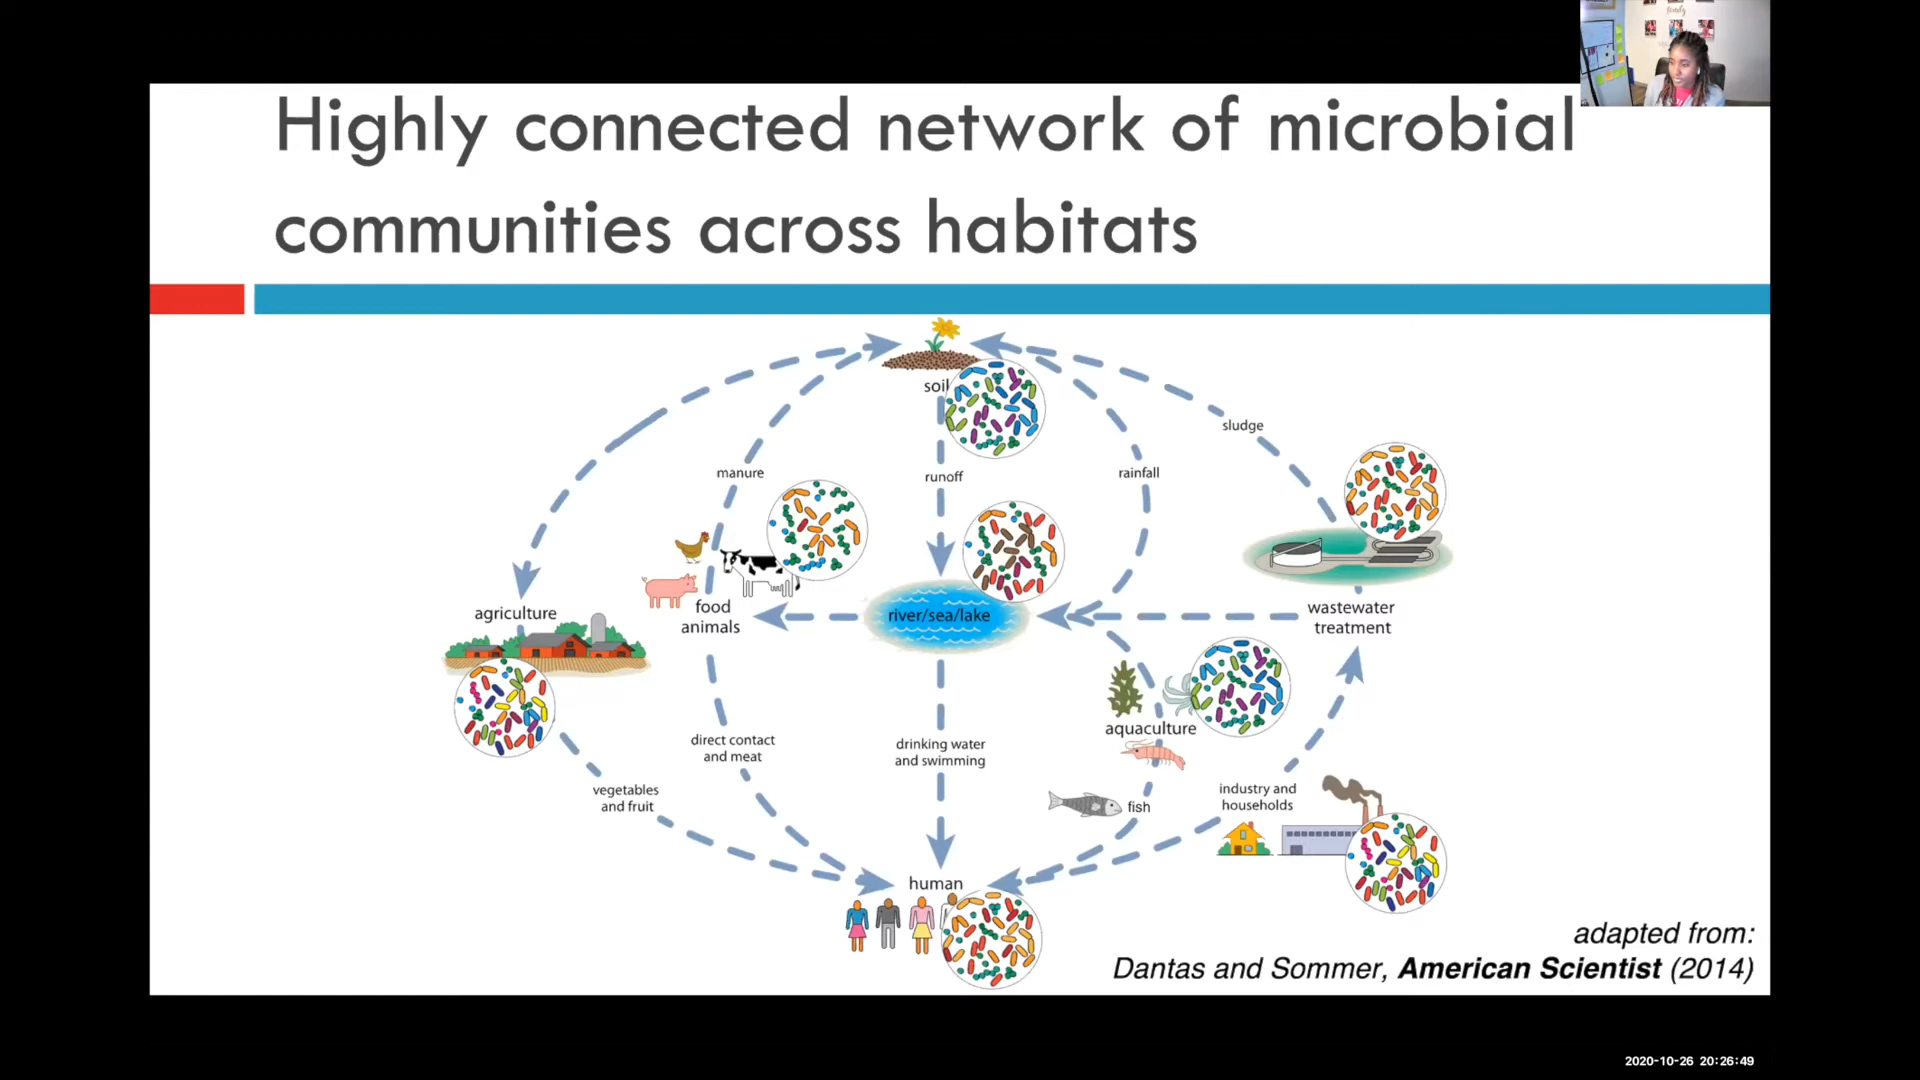 family
Highly connected network of microbial
communities across habitats
soil
sludge
manure
runoff
rainfall
agriculture
food
animals
river/sea/lake
wastewater
treatment
direct contact
and meat
drinking water
and swimming
aquaculture
vegetables
and fruit
fish
industry and
households
human
adapted from:
Dantas and Sommer, American Scientist (2014)
2020-10-26 20:26:49